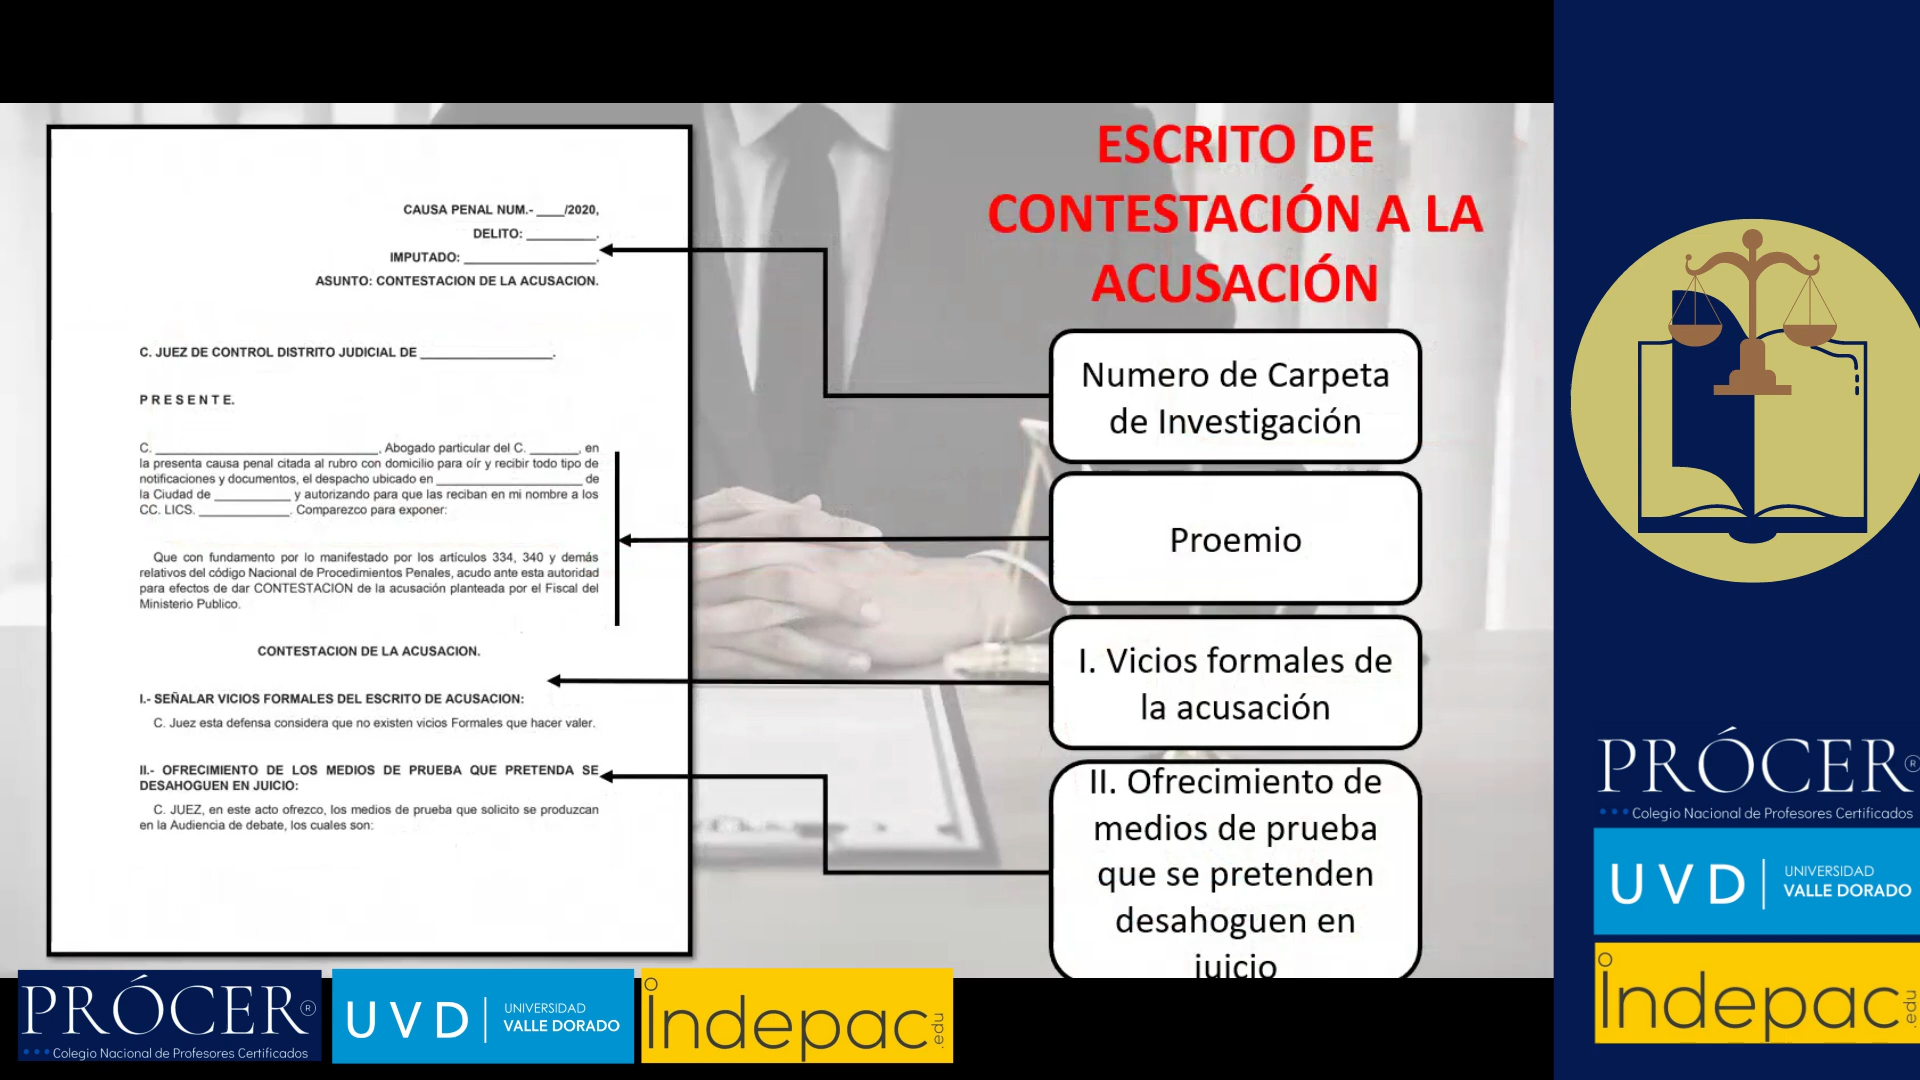 CAUSA PENAL NUM.- ____/2020,
DELITO: __________.
IMPUTADO: ___________________.
ASUNTO: CONTESTACION DE LA ACUSACION.
C. JUEZ DE CONTROL DISTRITO JUDICIAL DE ___________________.
P R E S E N T E.
C. ________________________________, Abogado particular del C. _______, en
la presenta causa penal citada al rubro con domicilio para oír y recibir todo tipo de
notificaciones y documentos, el despacho ubicado en _____________________ de
la Ciudad de ___________ y autorizando para que las reciban en mi nombre a los
CC. LICS. _____________. Comparezco para exponer:
Que con fundamento por lo manifestado por los artículos 334, 340 y demás
relativos del código Nacional de Procedimientos Penales, acudo ante esta autoridad
para efectos de dar CONTESTACION de la acusación planteada por el Fiscal del
Ministerio Publico.
CONTESTACION DE LA ACUSACION.
I.- SEÑALAR VICIOS FORMALES DEL ESCRITO DE ACUSACION:
C. Juez esta defensa considera que no existen vicios Formales que hacer valer.
II.- OFRECIMIENTO DE LOS MEDIOS DE PRUEBA QUE PRETENDA SE
DESAHOGUEN EN JUICIO:
C. JUEZ, en este acto ofrezco, los medios de prueba que solicito se produzcan
en la Audiencia de debate, los cuales son:
ESCRITO DE
CONTESTACIÓN A LA
ACUSACIÓN
Numero de Carpeta
de Investigación
Proemio
I. Vicios formales de
la acusación
II. Ofrecimiento de
medios de prueba
que se pretenden
desahoguen en
juicio
PRÓCER®
Colegio Nacional de Profesores Certificados
UVD
UNIVERSIDAD
VALLE DORADO
Indepac.edu
PRÓCER®
Colegio Nacional de Profesores Certificados
UVD
UNIVERSIDAD
VALLE DORADO
Indepac.edu